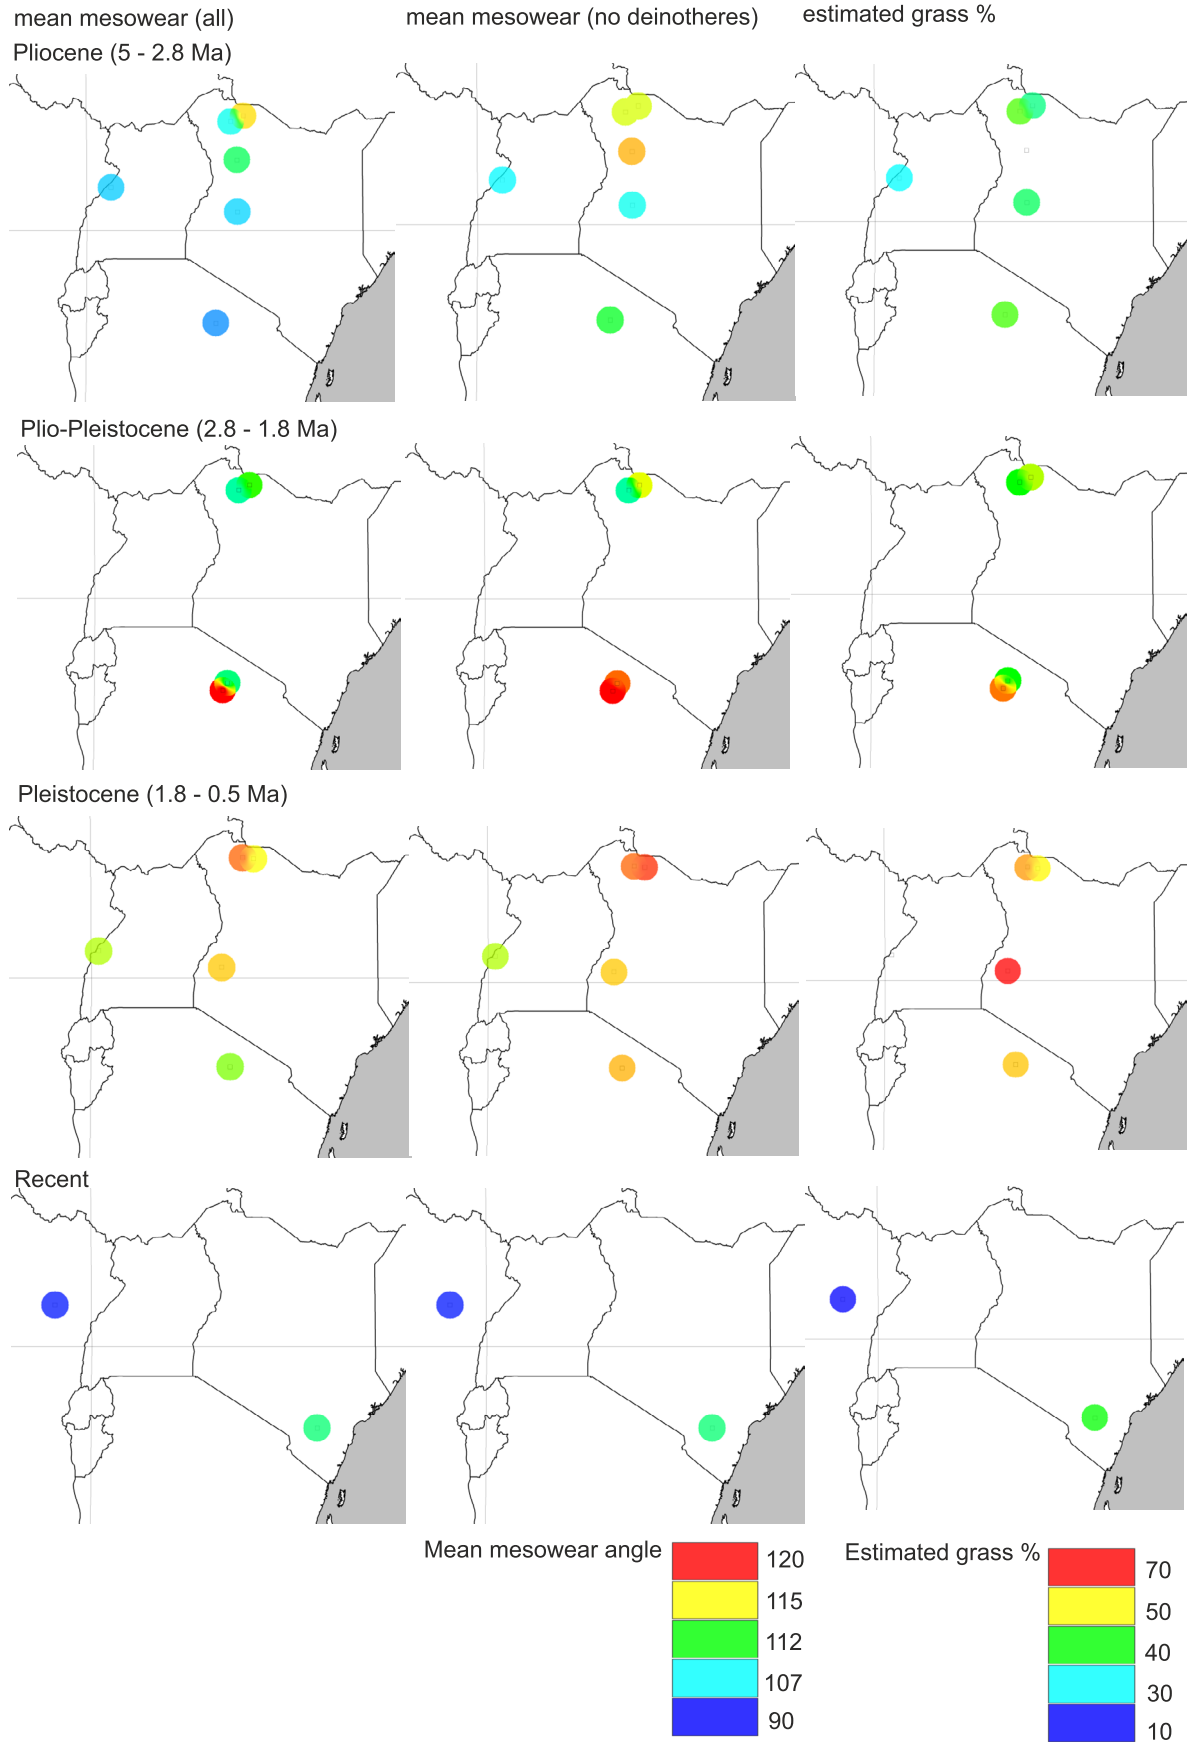 mean mesowear (all)
mean mesowear (no deinotheres)
estimated grass %
Pliocene (5 - 2.8 Ma)
Plio-Pleistocene (2.8 - 1.8 Ma)
Pleistocene (1.8 - 0.5 Ma)
Recent
Mean mesowear angle
120
115
112
107
90
Estimated grass %
70
50
40
30
10